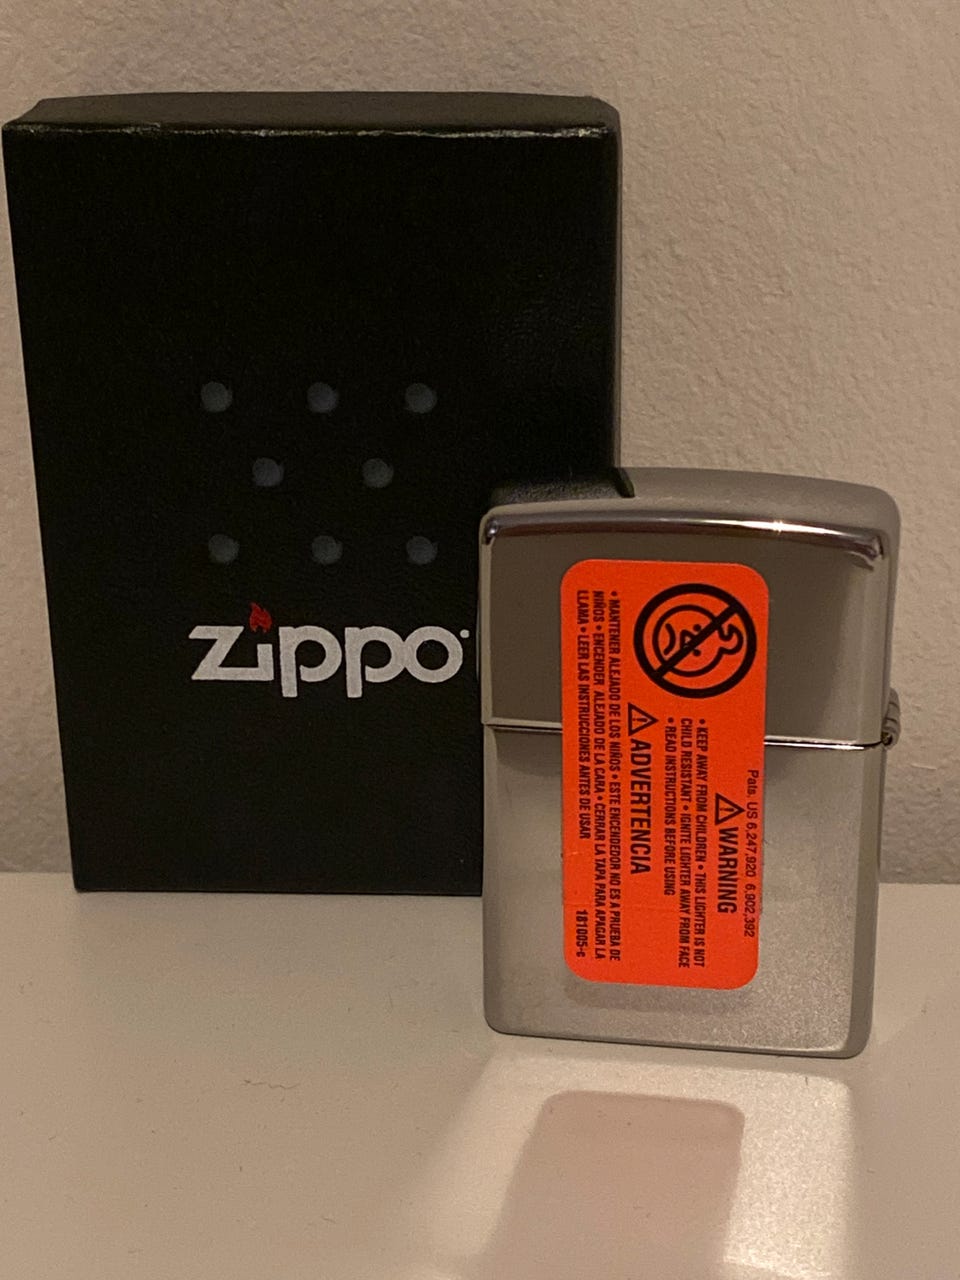 zippo
Pats. US 6,247,920 6,902,392
WARNING
• KEEP AWAY FROM CHILDREN • THIS LIGHTER IS NOT
CHILD RESISTANT • IGNITE LIGHTER AWAY FROM FACE
• READ INSTRUCTIONS BEFORE USING
ADVERTENCIA
• MANTENER ALEJADO DE LOS NIÑOS • ESTE ENCENDEDOR NO ES A PRUEBA DE
NIÑOS • ENCENDER ALEJADO DE LA CARA • CERRAR LA TAPA PARA APAGAR LA
LLAMA • LEER LAS INSTRUCCIONES ANTES DE USAR
181005-c